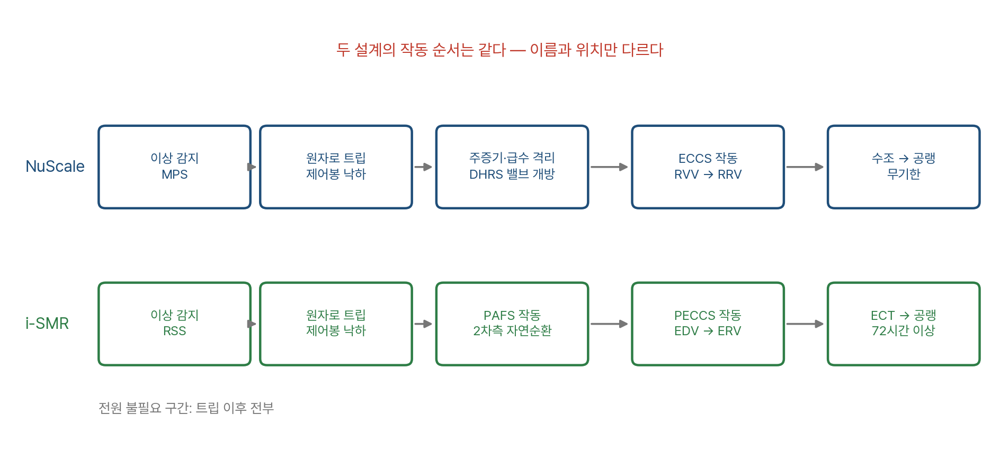 두 설계의 작동 순서는 같다 — 이름과 위치만 다르다
NuScale
이상 감지
MPS
원자로 트립
제어봉 낙하
주증기·급수 격리
DHRS 밸브 개방
ECCS 작동
RVV → RRV
수조 → 공랭
무기한
i-SMR
이상 감지
RSS
원자로 트립
제어봉 낙하
PAFS 작동
2차측 자연순환
PECCS 작동
EDV → ERV
ECT → 공랭
72시간 이상
전원 불필요 구간: 트립 이후 전부